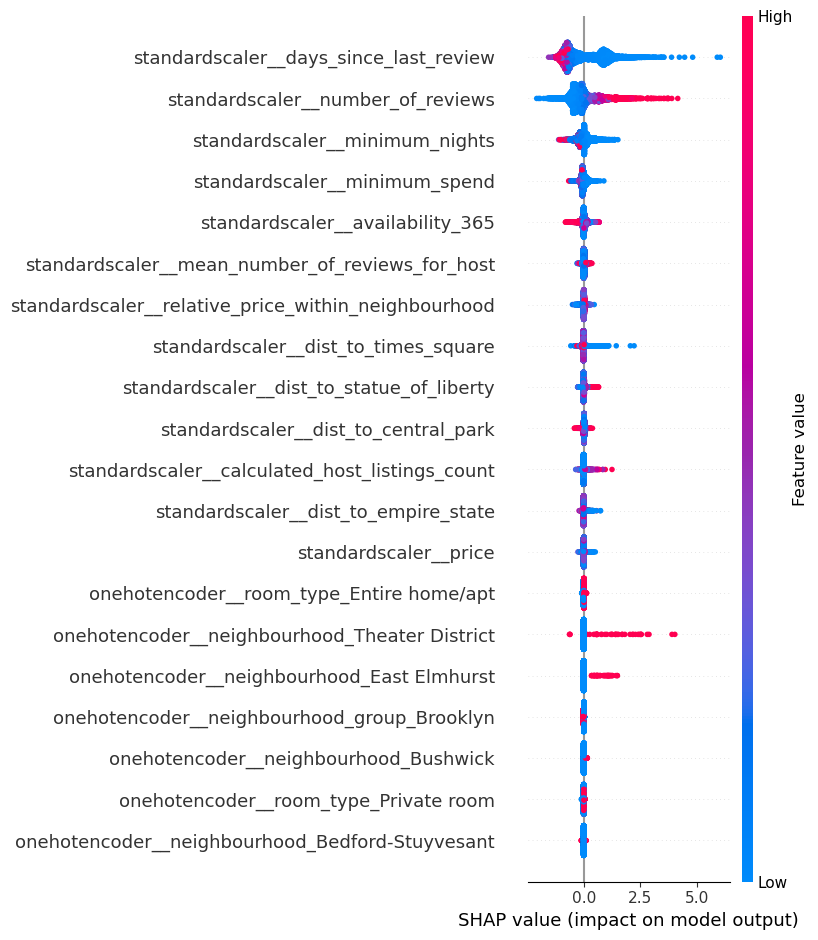 High
standardscaler__days_since_last_review
standardscaler__number_of_reviews
standardscaler__minimum_nights
standardscaler__minimum_spend
standardscaler__availability_365
standardscaler__mean_number_of_reviews_for_host
standardscaler__relative_price_within_neighbourhood
standardscaler__dist_to_times_square
standardscaler__dist_to_statue_of_liberty
standardscaler__dist_to_central_park
standardscaler__calculated_host_listings_count
standardscaler__dist_to_empire_state
standardscaler__price
onehotencoder__room_type_Entire home/apt
onehotencoder__neighbourhood_Theater District
onehotencoder__neighbourhood_East Elmhurst
onehotencoder__neighbourhood_group_Brooklyn
onehotencoder__neighbourhood_Bushwick
onehotencoder__room_type_Private room
onehotencoder__neighbourhood_Bedford-Stuyvesant
Feature value
Low
0.0 2.5 5.0
SHAP value (impact on model output)